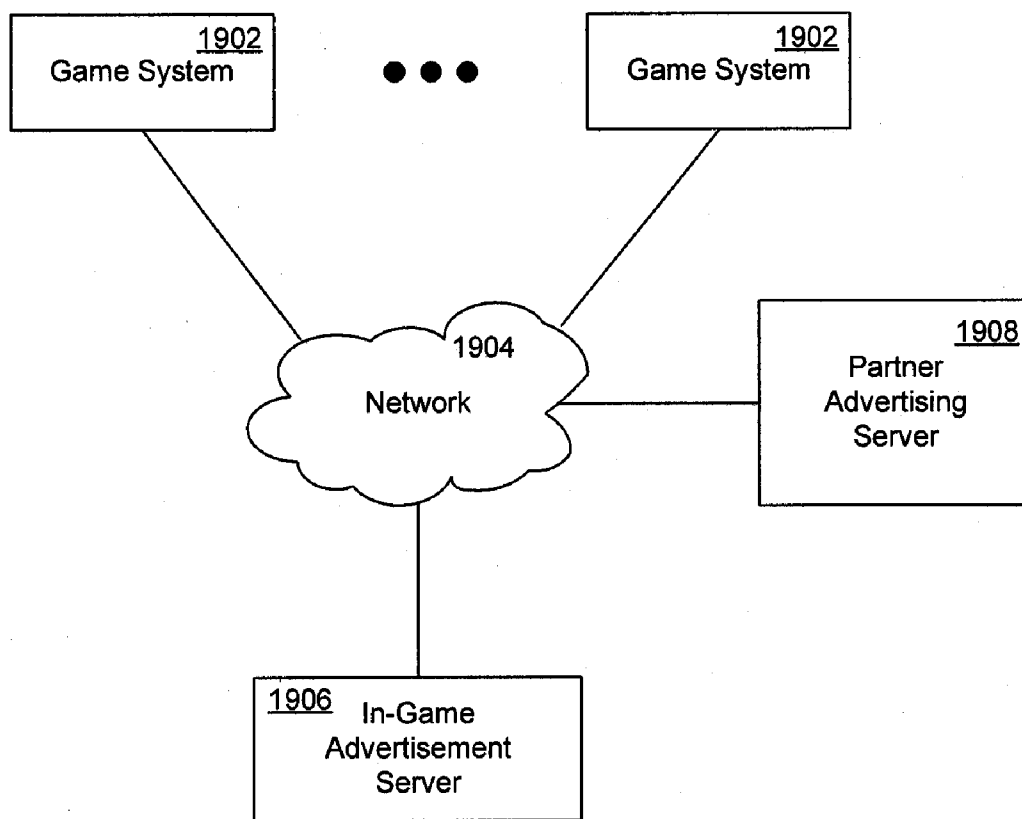 1902
Game System
1902
Game System
1904
Network
1908
Partner
Advertising
Server
1906
In-Game
Advertisement
Server